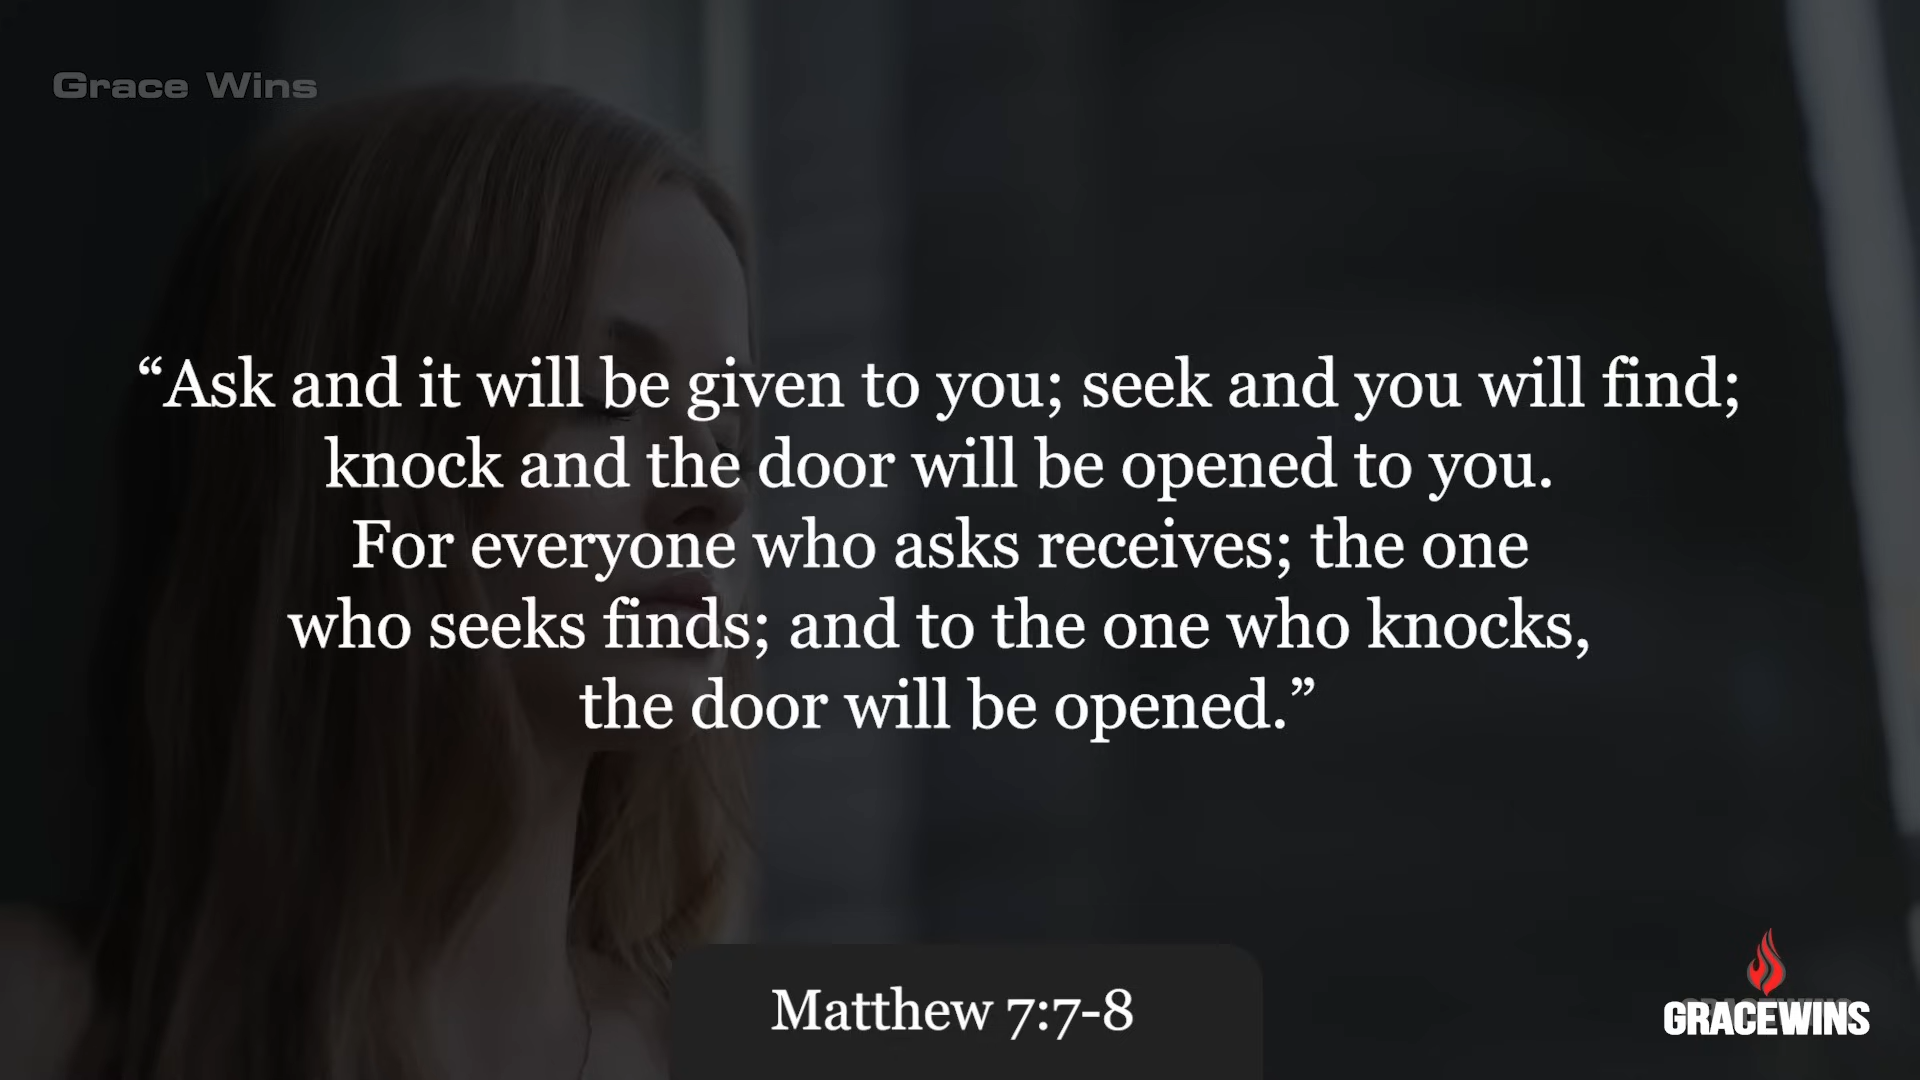 Grace Wins
“Ask and it will be given to you; seek and you will find;
knock and the door will be opened to you.
For everyone who asks receives; the one
who seeks finds; and to the one who knocks,
the door will be opened.”
Matthew 7:7-8
GRACEWINS